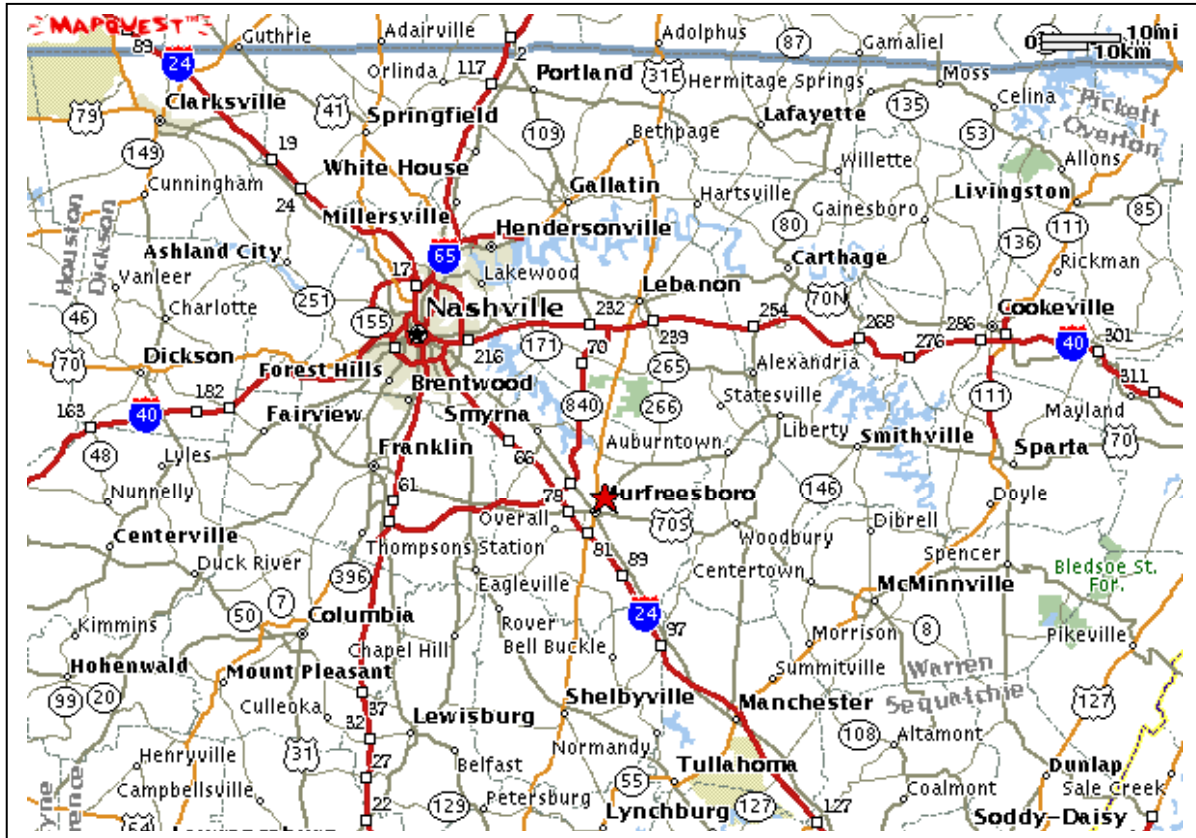 MAPQUEST™
89
Guthrie
Adairville
2
Adolphus
87
Gamaliel
0 10mi
10km
24
Orlinda
117
Portland
31E
Hermitage Springs
Moss
79
Clarksville
41
Springfield
109
Bethpage
Lafayette
135
Celina
Pickett
Overton
53
149
19
White House
Willette
Allons
Cunningham
24
Gallatin
Hartsville
Livingston
Millersville
Hendersonville
80
Gainesboro
85
Houston
Dickson
Ashland City
65
136
111
Vanleer
17
Lakewood
Carthage
Rickman
46
Charlotte
251
Nashville
232
Lebanon
70N
Cookeville
155
254
268
286
301
70
Dickson
216
171
70
239
276
40
Forest Hills
265
Alexandria
311
182
Brentwood
840
266
Statesville
111
Mayland
163
40
Fairview
Smyrna
Auburntown
Liberty
Smithville
Sparta
70
48
Lyles
Franklin
66
Nunnelly
61
78
Murfreesboro
146
Doyle
Overall
70S
Dibrell
Centerville
Thompsons Station
81
Woodbury
Spencer
Duck River
396
Eagleville
89
Centertown
Bledsoe St.
For.
McMinnville
50
7
Columbia
Rover
24
97
Kimmins
Chapel Hill
Bell Buckle
Morrison
8
Pikeville
Hohenwald
Mount Pleasant
Summitville
Warren
Sequatchie
99
20
Culleoka
37
32
Shelbyville
Manchester
127
Lewisburg
108
Altamont
Henryville
31
27
Belfast
Normandy
Tullahoma
Dunlap
Campbellsville
55
Coalmont
Sale Creek
22
129
Petersburg
Lynchburg
127
127
Soddy-Daisy
64